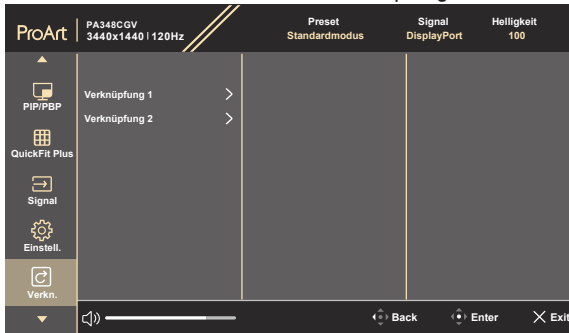 ProArt
PA348CGV
3440x1440 | 120Hz
Preset
Standardmodus
Signal
DisplayPort
Helligkeit
100
PIP/PBP
QuickFit Plus
Signal
Einstell.
Verkn.
Verknüpfung 1
Verknüpfung 2
Back
Enter
Exit